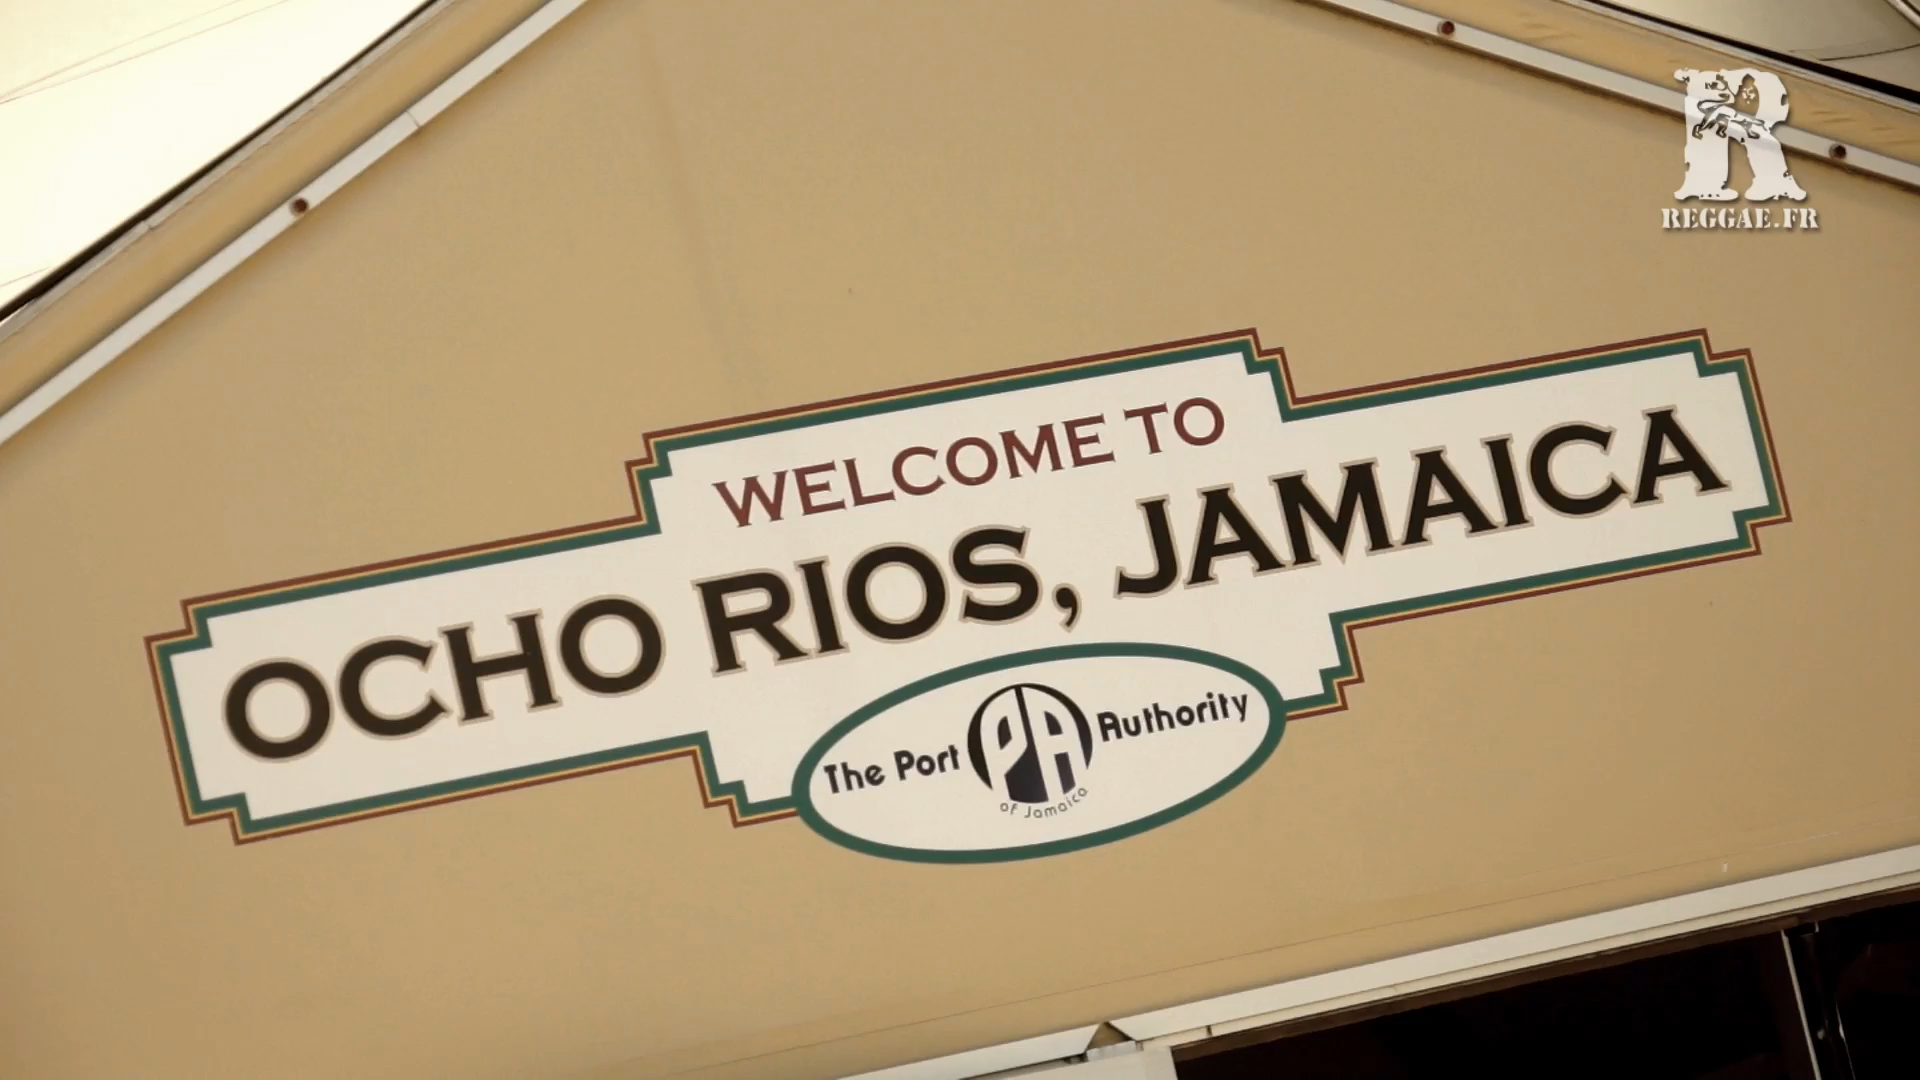 REGGAE.FR
WELCOME TO
OCHO RIOS, JAMAICA
The Port PA Authority
of Jamaica